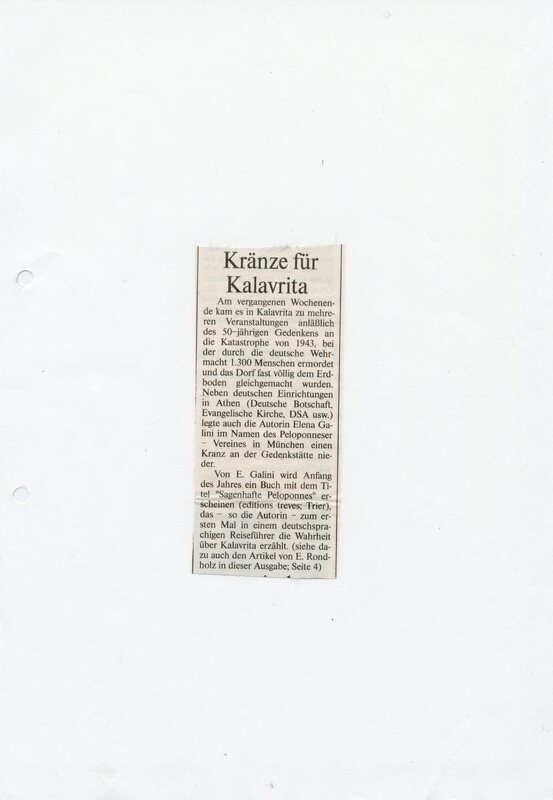 Kränze für
Kalavrita
Am vergangenen Wochenen-
de kam es in Kalavrita zu mehre-
ren Veranstaltungen anläßlich
des 50-jährigen Gedenkens an
die Katastrophe von 1943, bei
der durch die deutsche Wehr-
macht 1.300 Menschen ermordet
und das Dorf fast völlig dem Erd-
boden gleichgemacht wurden.
Neben deutschen Einrichtungen
in Athen (Deutsche Botschaft,
Evangelische Kirche, DSA usw.)
legte auch die Autorin Elena Ga-
lini im Namen des Peloponneser
- Vereines in München einen
Kranz an der Gedenkstätte nie-
der.
Von E. Galini wird Anfang
des Jahres ein Buch mit dem Ti-
tel "Sagenhafte Peloponnes" er-
scheinen (editions treves; Trier),
das - so die Autorin - zum er-
sten Mal in einem deutschspra-
chigen Reiseführer die Wahrheit
über Kalavrita erzählt. (siehe da-
zu auch den Artikel von E. Rond-
holz in dieser Ausgabe; Seite 4)